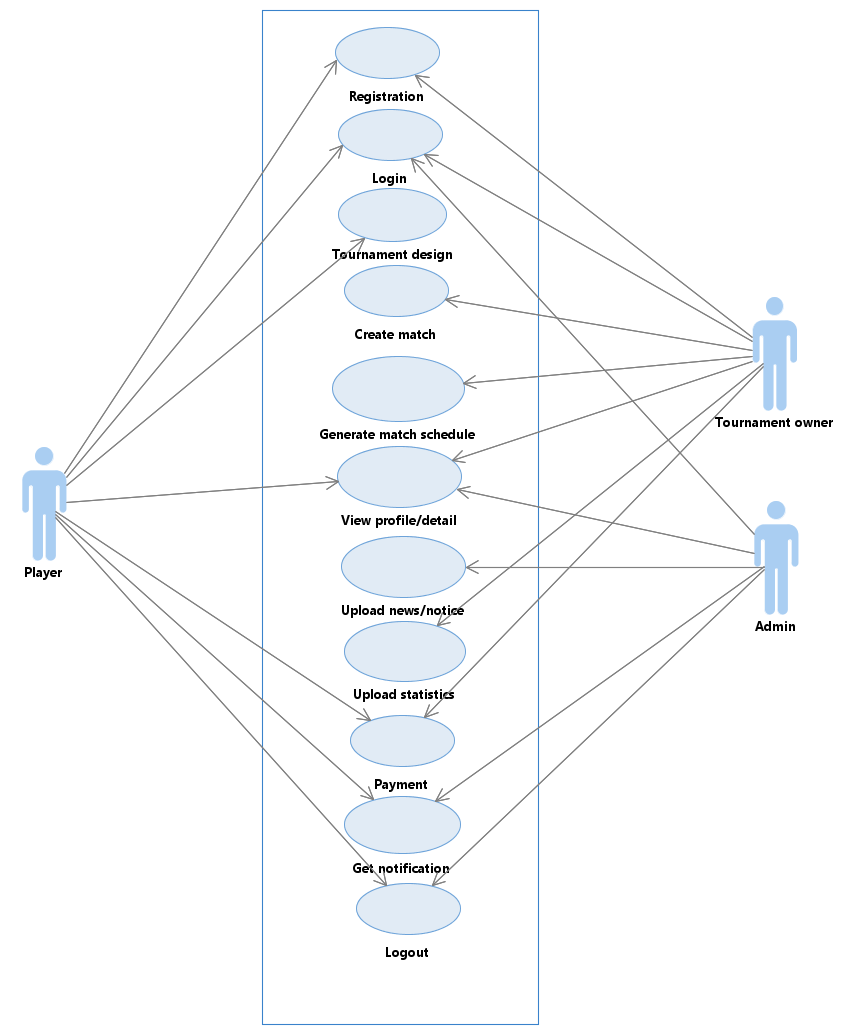 Registration
Login
Tournament design
Create match
Tournament owner
Generate match schedule
View profile/detail
Player
Upload news/notice
Admin
Upload statistics
Payment
Get notification
Logout